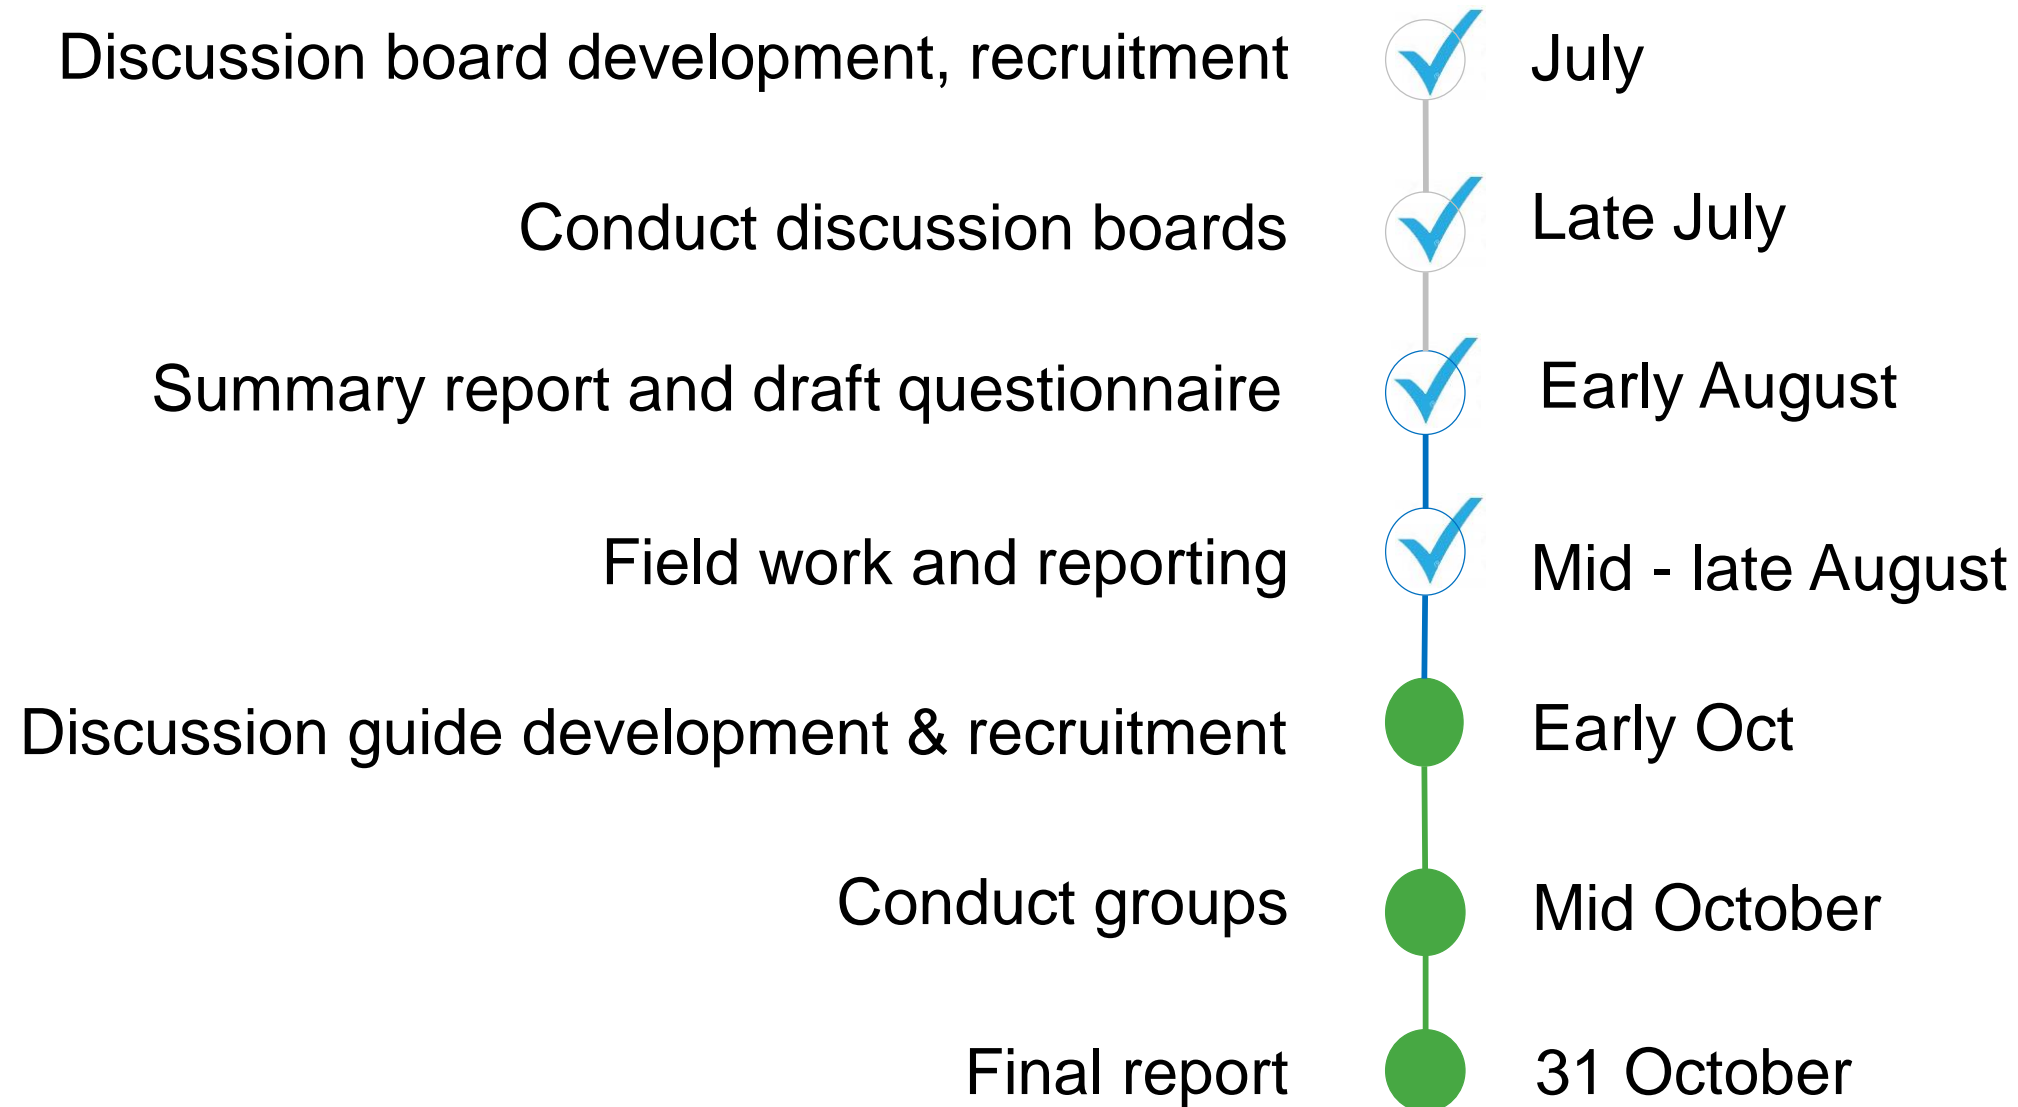 Discussion board development, recruitment July
Conduct discussion boards Late July
Summary report and draft questionnaire Early August
Field work and reporting Mid - late August
Discussion guide development & recruitment Early Oct
Conduct groups Mid October
Final report 31 October